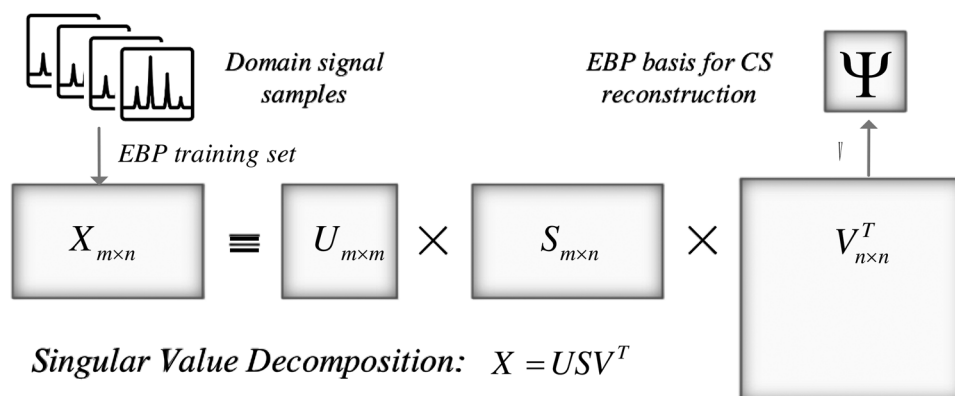 Domain signal
samples
EBP basis for CS
reconstruction
Ψ
EBP training set
X_{m×n} ≡ U_{m×m} × S_{m×n} × V^T_{n×n}
Singular Value Decomposition: X = USV^T